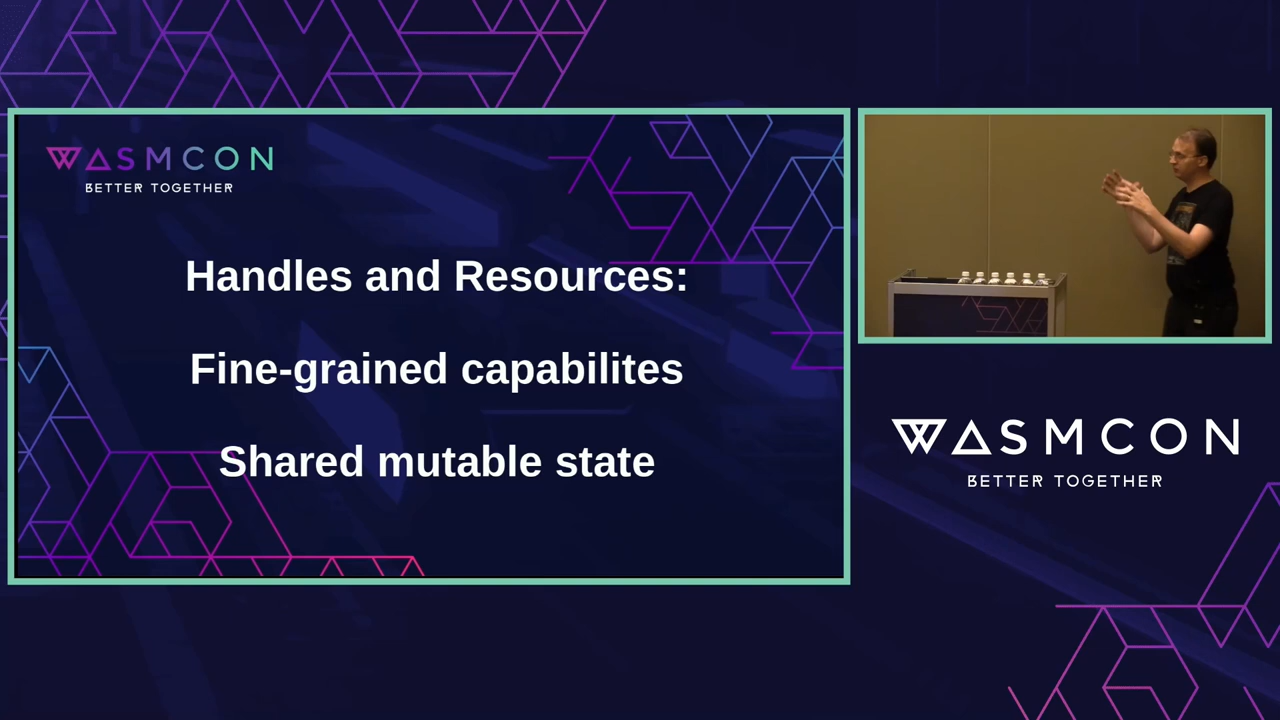 WASMCON
BETTER TOGETHER
Handles and Resources:
Fine-grained capabilites
Shared mutable state
WASMCON
BETTER TOGETHER